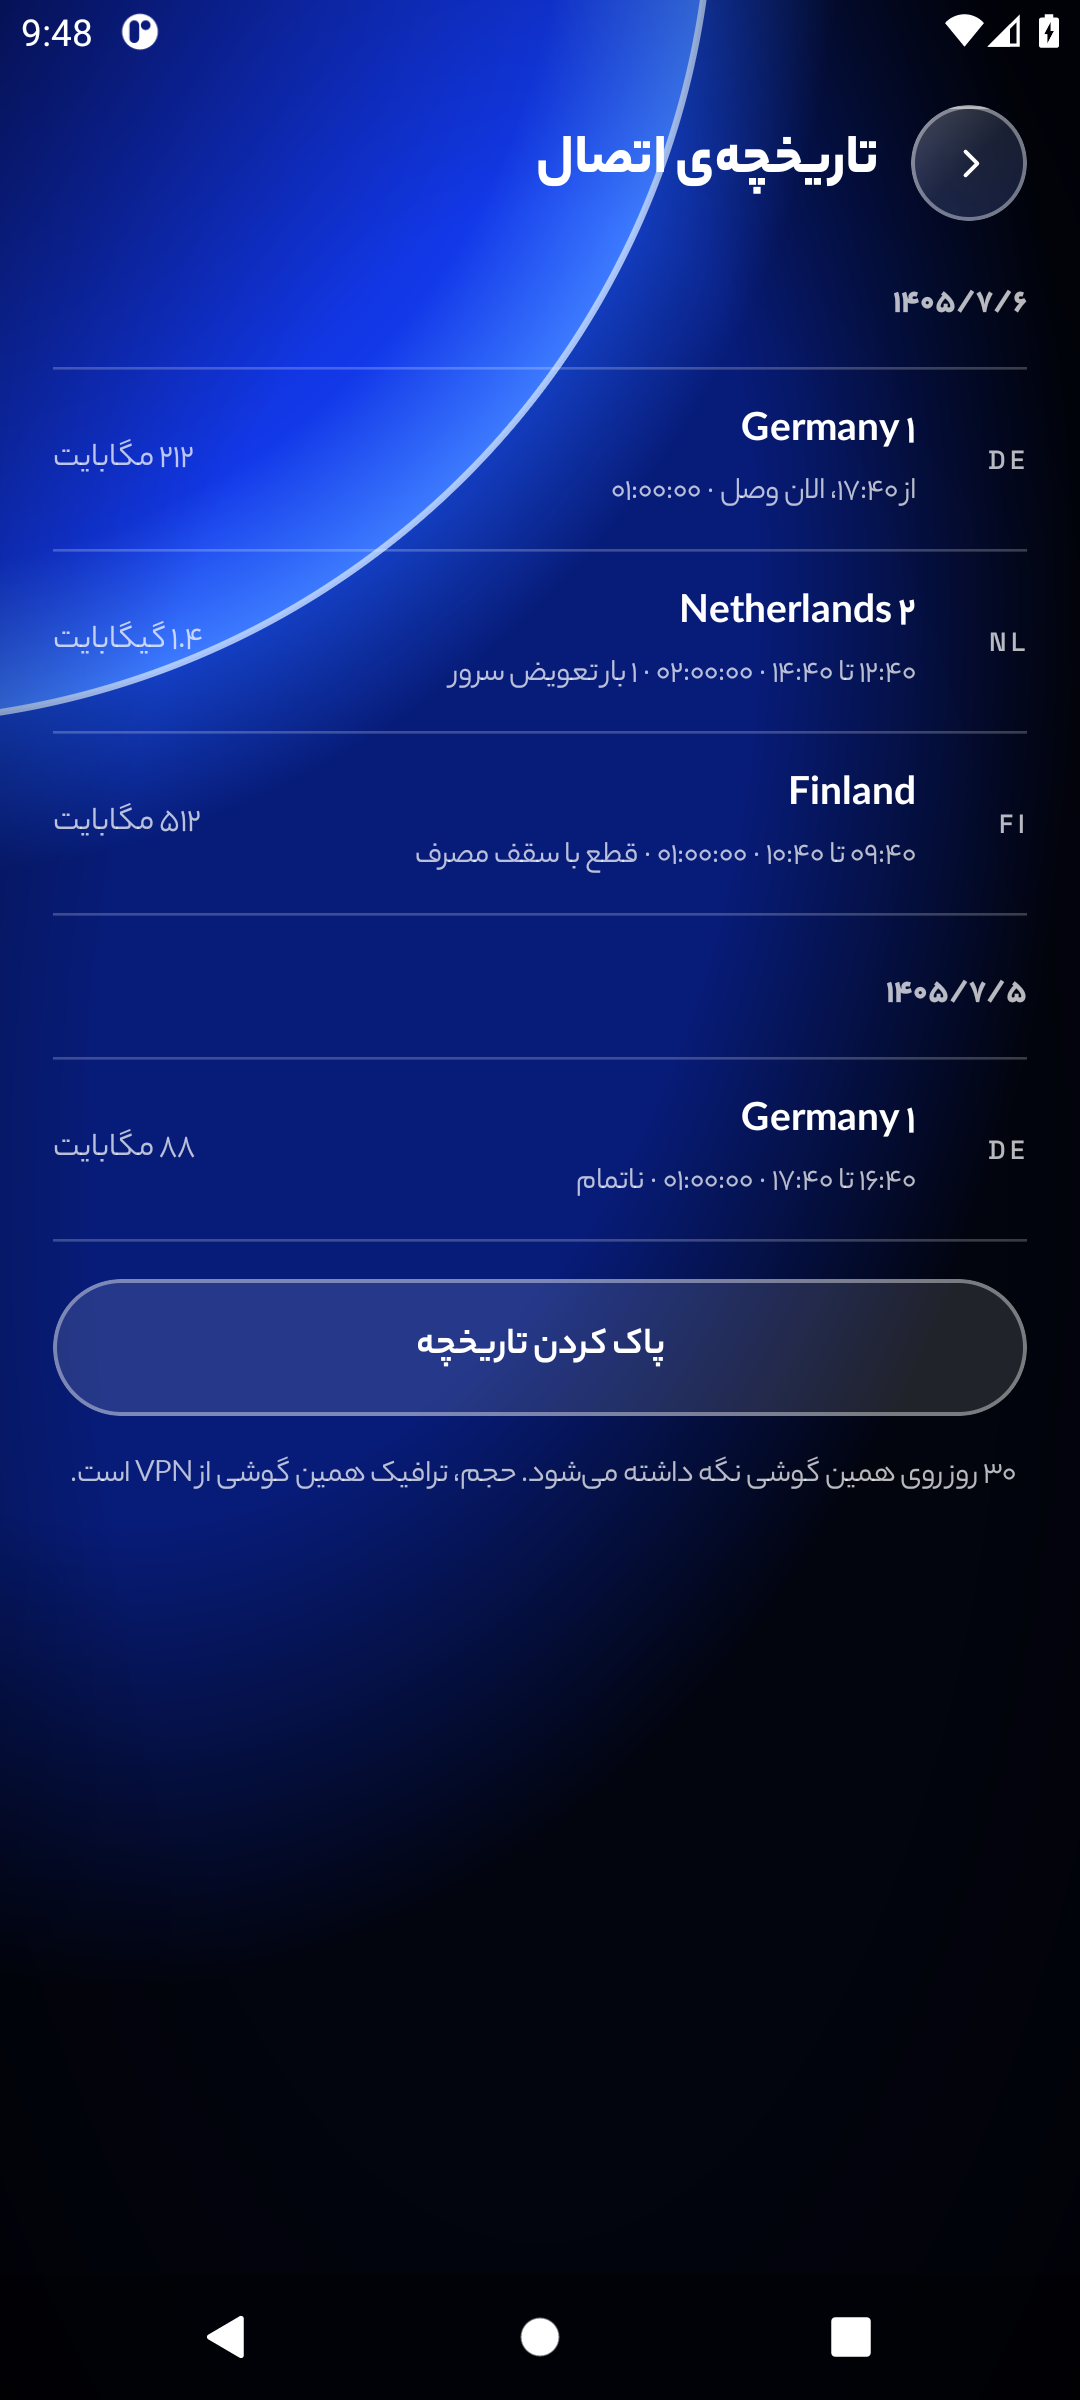 9:48
تاریخچه‌ی اتصال
۱۴۰۵/۷/۶
DE
Germany ۱
از ۱۷:۴۰، الان وصل · ۰۱:۰۰:۰۰
۲۱۲ مگابایت
NL
Netherlands ۲
۱۲:۴۰ تا ۱۴:۴۰ · ۰۲:۰۰:۰۰ · ۱ بار تعویض سرور
۱.۴ گیگابایت
FI
Finland
۰۹:۴۰ تا ۱۰:۴۰ · ۰۱:۰۰:۰۰ · قطع با سقف مصرف
۵۱۲ مگابایت
۱۴۰۵/۷/۵
DE
Germany ۱
۱۶:۴۰ تا ۱۷:۴۰ · ۰۱:۰۰:۰۰ · ناتمام
۸۸ مگابایت
پاک کردن تاریخچه
۳۰ روز روی همین گوشی نگه داشته می‌شود. حجم، ترافیک همین گوشی از VPN است.